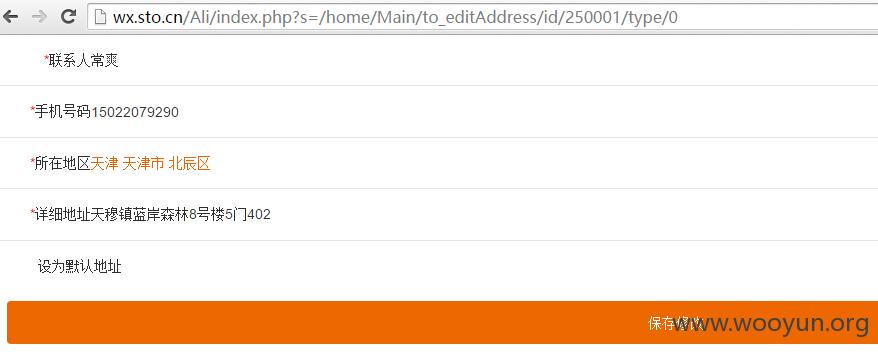 wx.sto.cn/Ali/index.php?s=/home/Main/to_editAddress/id/250001/type/0
*联系人常爽
*手机号码15022079290
*所在地区天津 天津市 北辰区
*详细地址天穆镇蓝岸森林8号楼5门402
设为默认地址
保存修改
www.wooyun.org